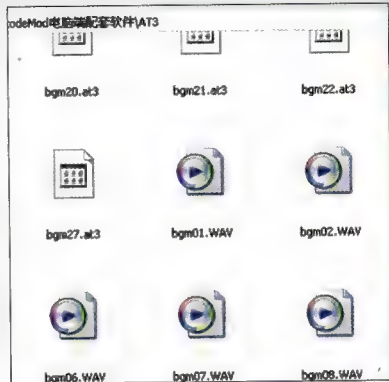 odeMod电脑端配套软件\AT3
bgm20.at3 bgm21.at3 bgm22.at3
bgm27.at3 bgm01.WAV bgm02.WAV
bgm06.WAV bgm07.WAV bgm08.WAV